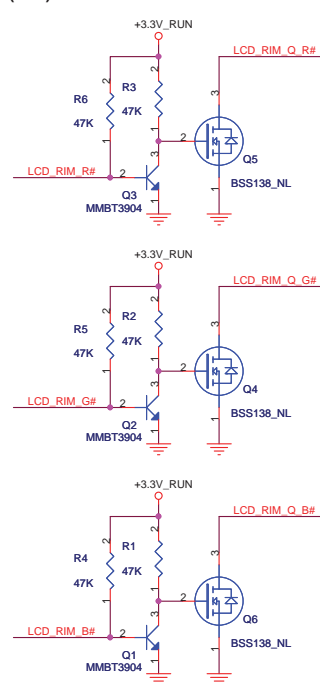 +3.3V_RUN
LCD_RIM_Q_R#
2
2
3
R6
R3
47K
47K
1
1
2
3
Q5
LCD_RIM_R#
2
1
BSS138_NL
Q3
1
MMBT3904
+3.3V_RUN
LCD_RIM_Q_G#
2
2
3
R5
R2
47K
47K
1
1
2
3
Q4
LCD_RIM_G#
2
1
BSS138_NL
Q2
1
MMBT3904
+3.3V_RUN
LCD_RIM_Q_B#
2
2
3
R4
R1
47K
47K
1
1
2
3
Q6
LCD_RIM_B#
2
1
BSS138_NL
Q1
1
MMBT3904